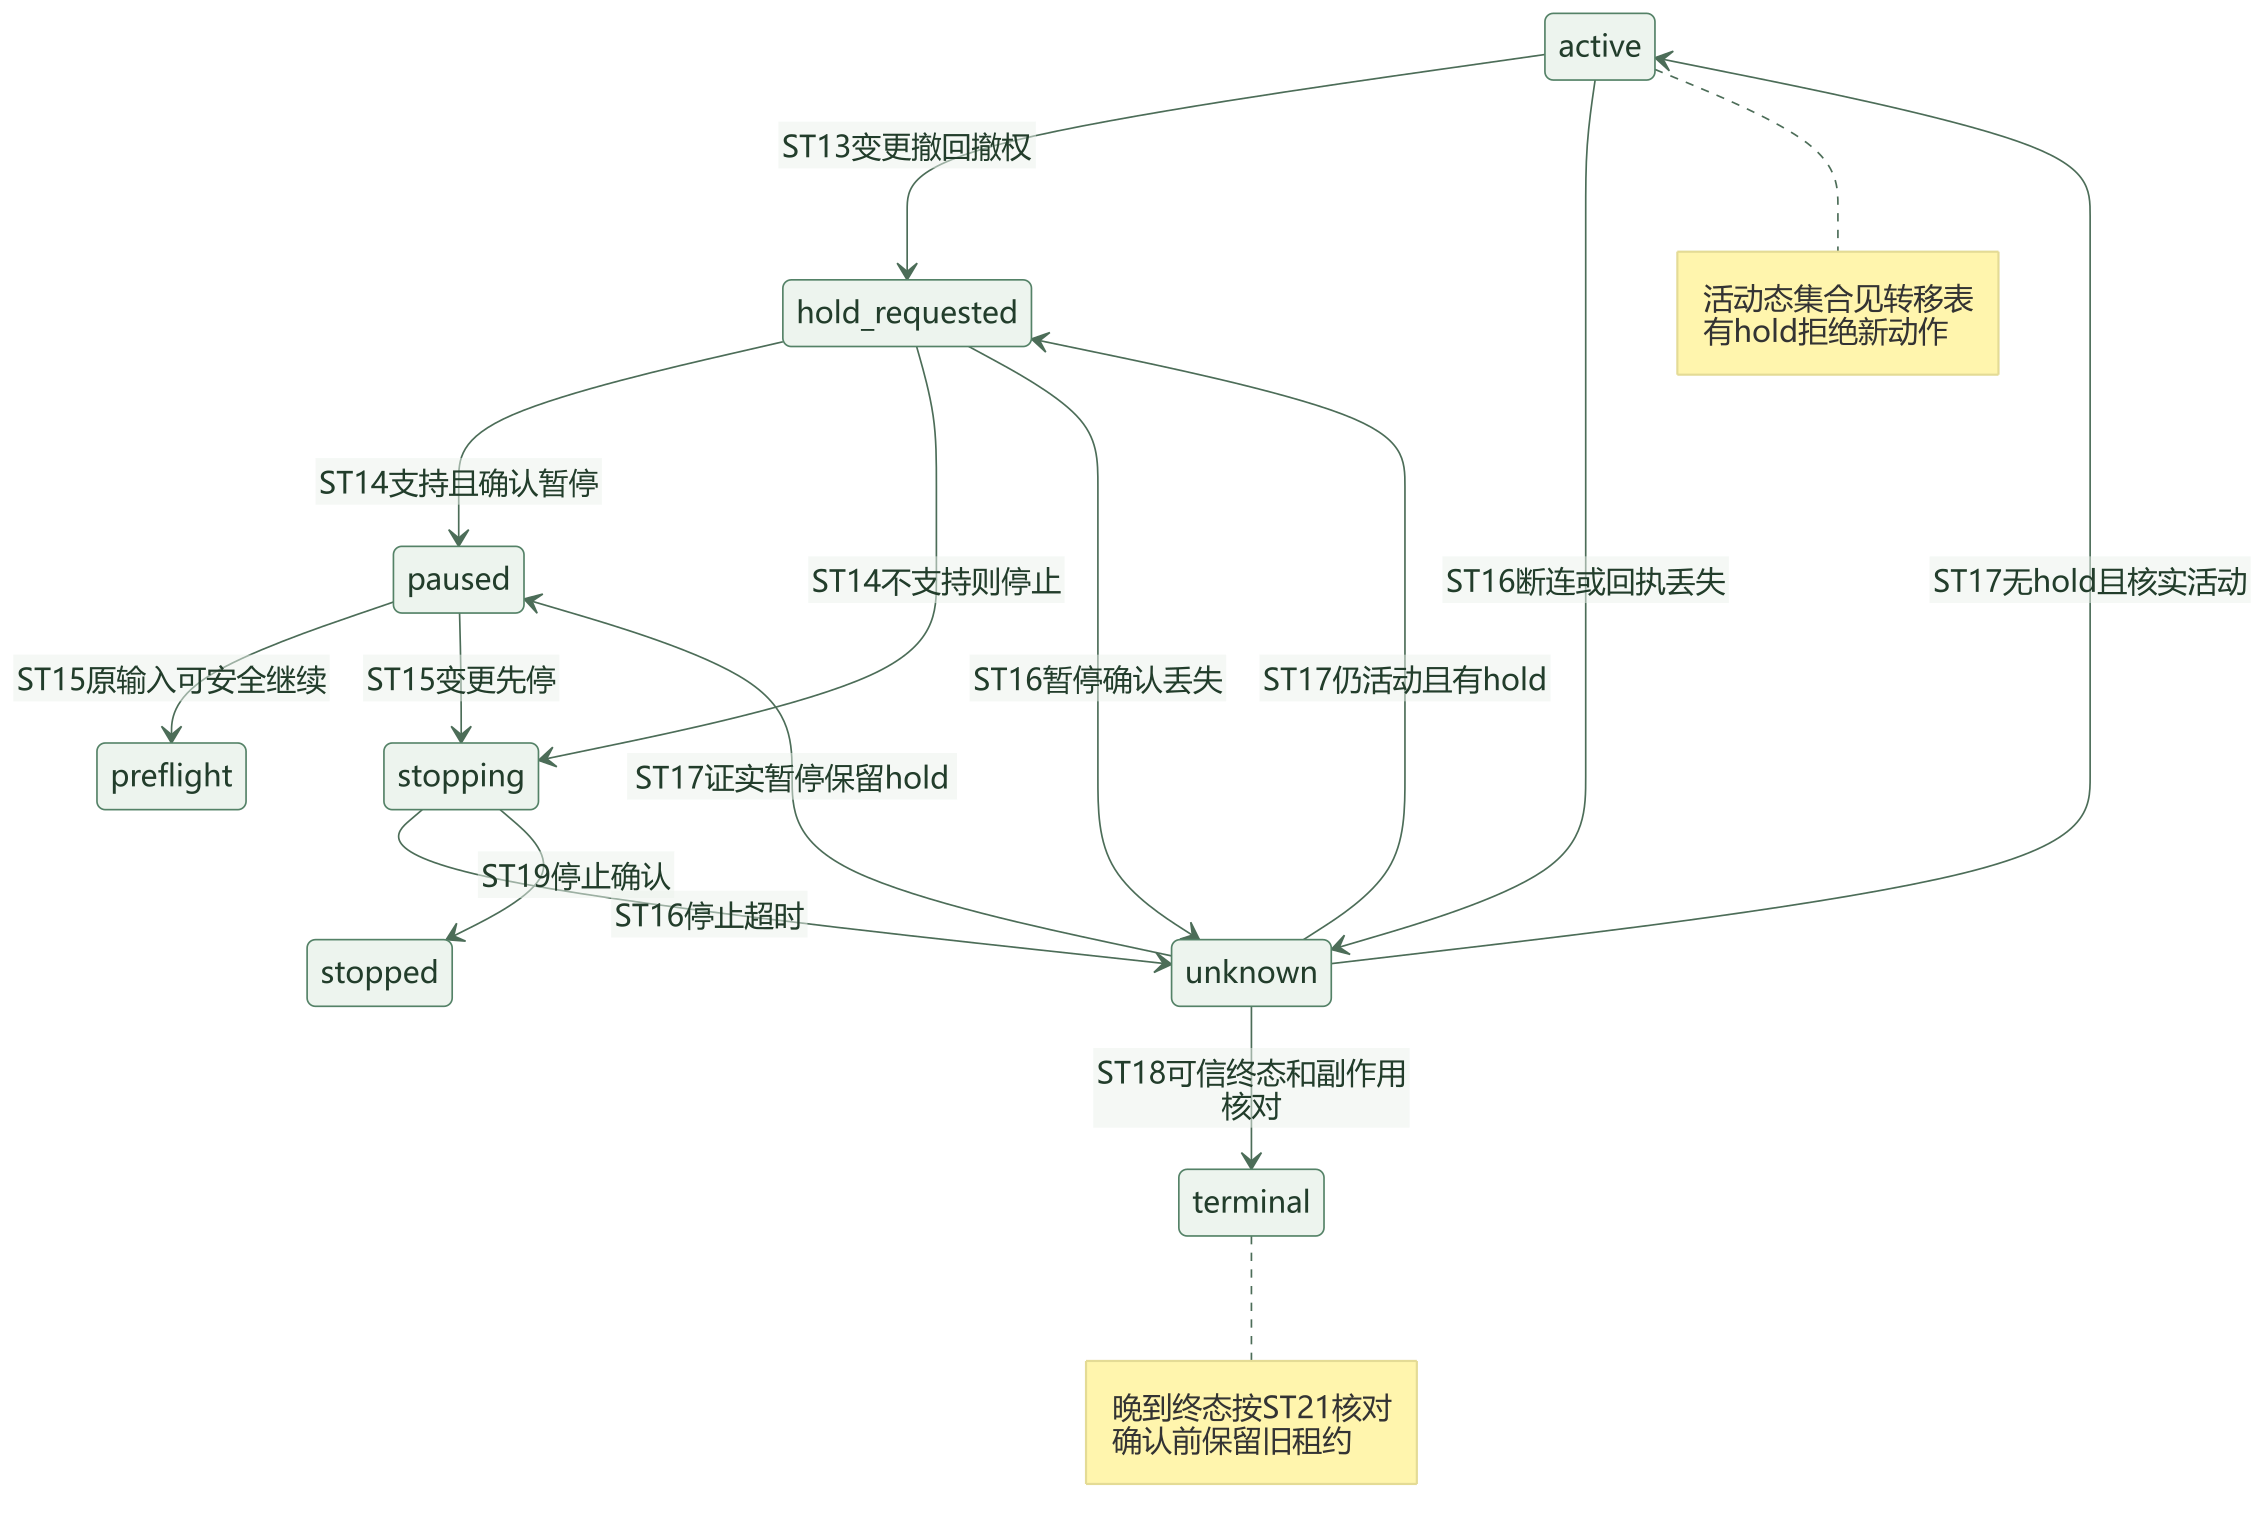 active
ST13变更撤回撤权
活动态集合见转移表
有hold拒绝新动作
hold_requested
ST14支持且确认暂停
paused
ST14不支持则停止
ST16断连或回执丢失
ST17无hold且核实活动
ST15原输入可安全继续
ST15变更先停
ST16暂停确认丢失
ST17仍活动且有hold
preflight
stopping
ST17证实暂停保留hold
ST19停止确认
ST16停止超时
stopped
unknown
ST18可信终态和副作用
核对
terminal
晚到终态按ST21核对
确认前保留旧租约